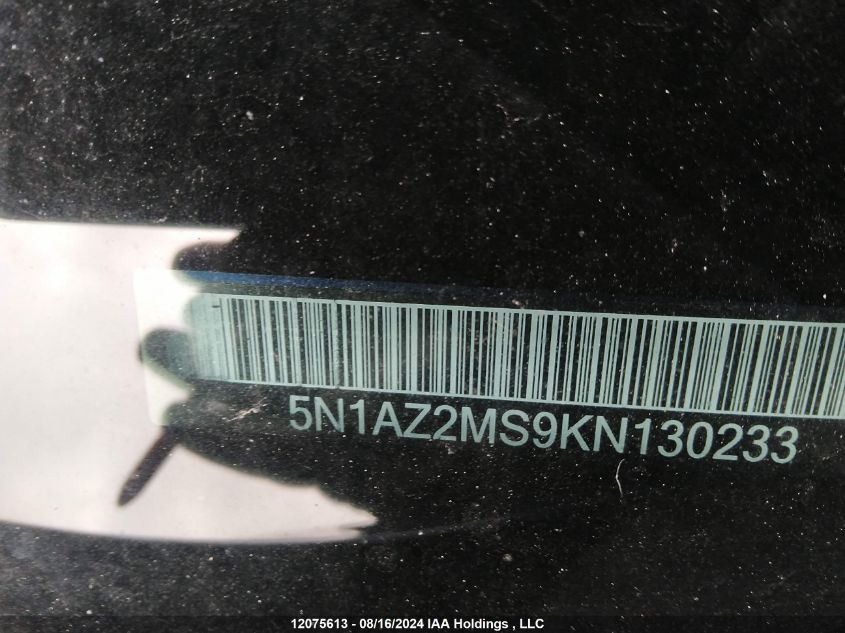 5N1AZ2MS9KN130233
12075613 - 08/16/2024 IAA Holdings , LLC